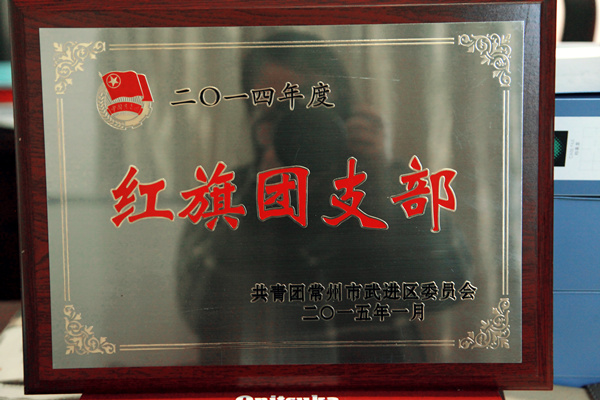 二〇一四年度
红旗团支部
共青团常州市武进区委员会
二〇一五年一月
Onitsuka